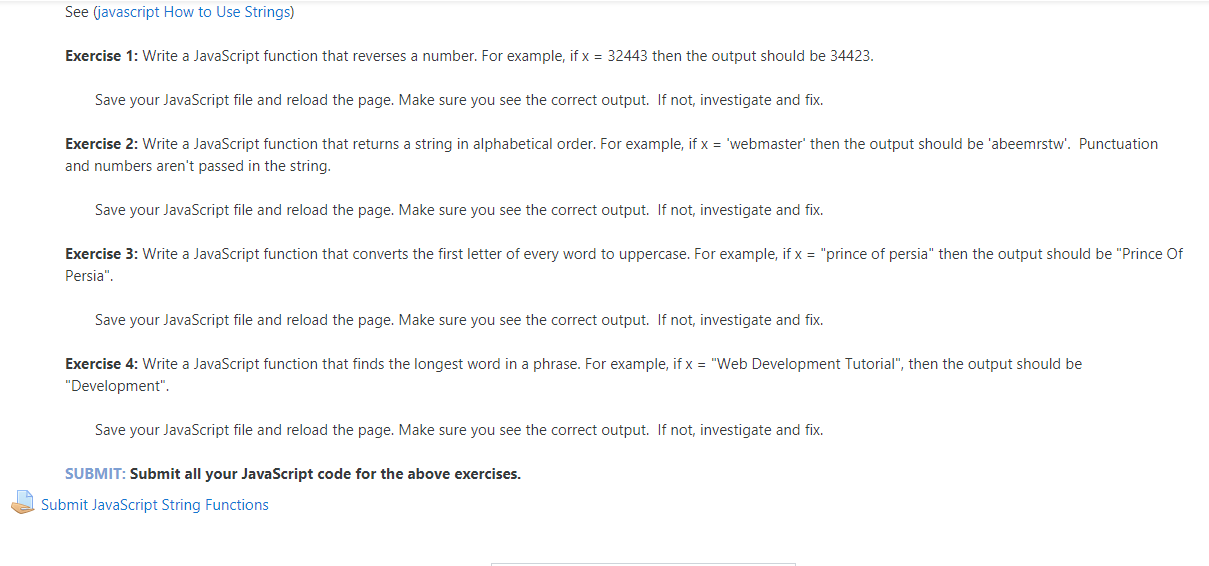 See (javascript How to Use Strings)
Exercise 1: Write a JavaScript function that reverses a number. For example, if x = 32443 then the output should be 34423.
Save your JavaScript file and reload the page. Make sure you see the correct output.  If not, investigate and fix.
Exercise 2: Write a JavaScript function that returns a string in alphabetical order. For example, if x = 'webmaster' then the output should be 'abeemrstw'.  Punctuation
and numbers aren't passed in the string.
Save your JavaScript file and reload the page. Make sure you see the correct output.  If not, investigate and fix.
Exercise 3: Write a JavaScript function that converts the first letter of every word to uppercase. For example, if x = "prince of persia" then the output should be "Prince Of
Persia".
Save your JavaScript file and reload the page. Make sure you see the correct output.  If not, investigate and fix.
Exercise 4: Write a JavaScript function that finds the longest word in a phrase. For example, if x = "Web Development Tutorial", then the output should be
"Development".
Save your JavaScript file and reload the page. Make sure you see the correct output.  If not, investigate and fix.
SUBMIT: Submit all your JavaScript code for the above exercises.
Submit JavaScript String Functions